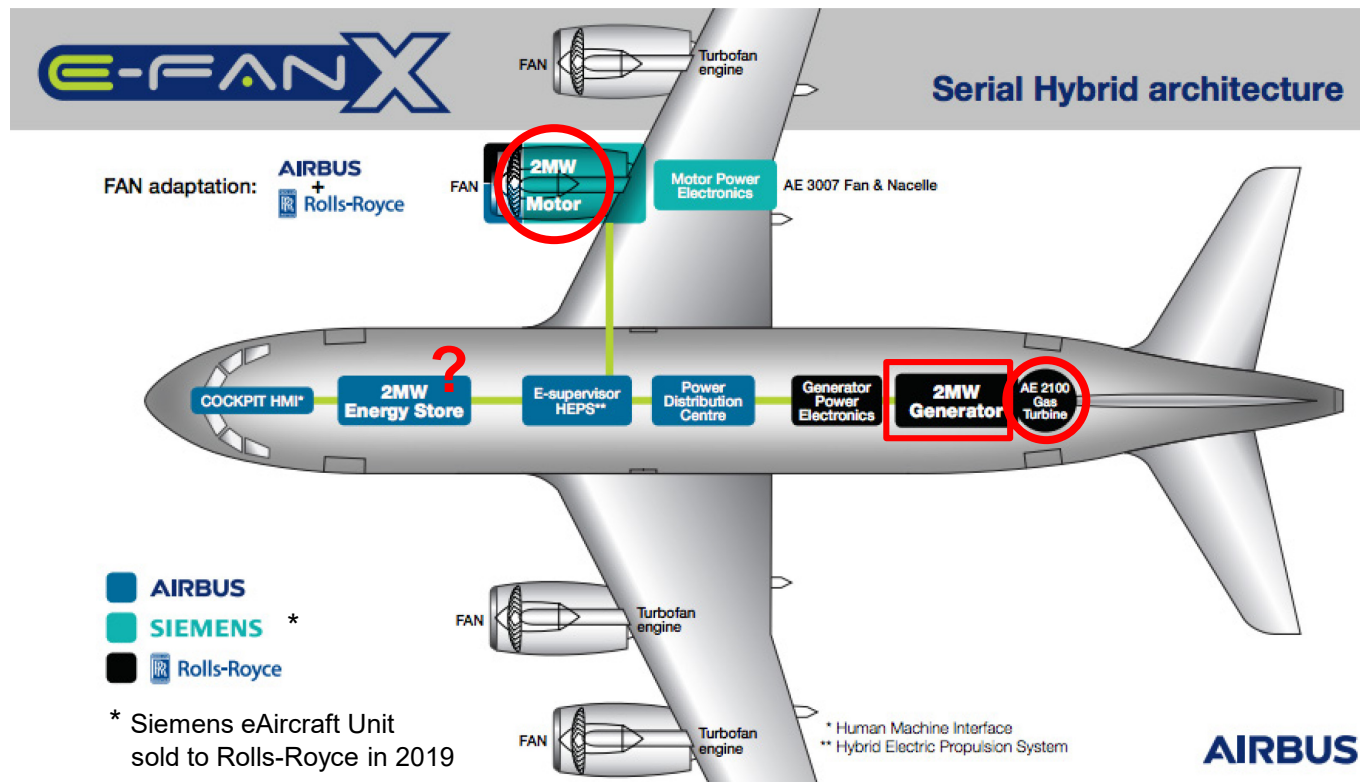 E-FAN X
Serial Hybrid architecture
FAN
Turbofan
engine
FAN adaptation:
AIRBUS
+
Rolls-Royce
FAN
2MW
Motor
Motor Power
Electronics
AE 3007 Fan & Nacelle
?
COCKPIT HMI*
2MW
Energy Store
E-supervisor
HEPS**
Power
Distribution
Centre
Generator
Power
Electronics
2MW
Generator
AE 2100
Gas
Turbine
AIRBUS
SIEMENS *
Rolls-Royce
FAN
Turbofan
engine
* Siemens eAircraft Unit
sold to Rolls-Royce in 2019
FAN
Turbofan
engine
* Human Machine Interface
** Hybrid Electric Propulsion System
AIRBUS